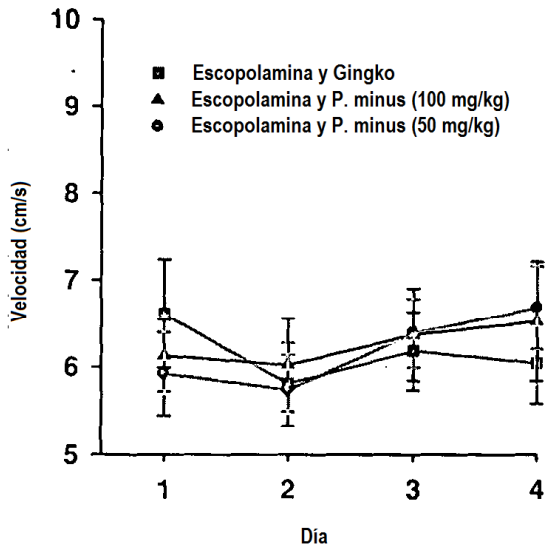 10
Escopolamina y Gingko
Escopolamina y P. minus (100 mg/kg)
Escopolamina y P. minus (50 mg/kg)
9
8
7
6
5
Velocidad (cm/s)
1 2 3 4
Día